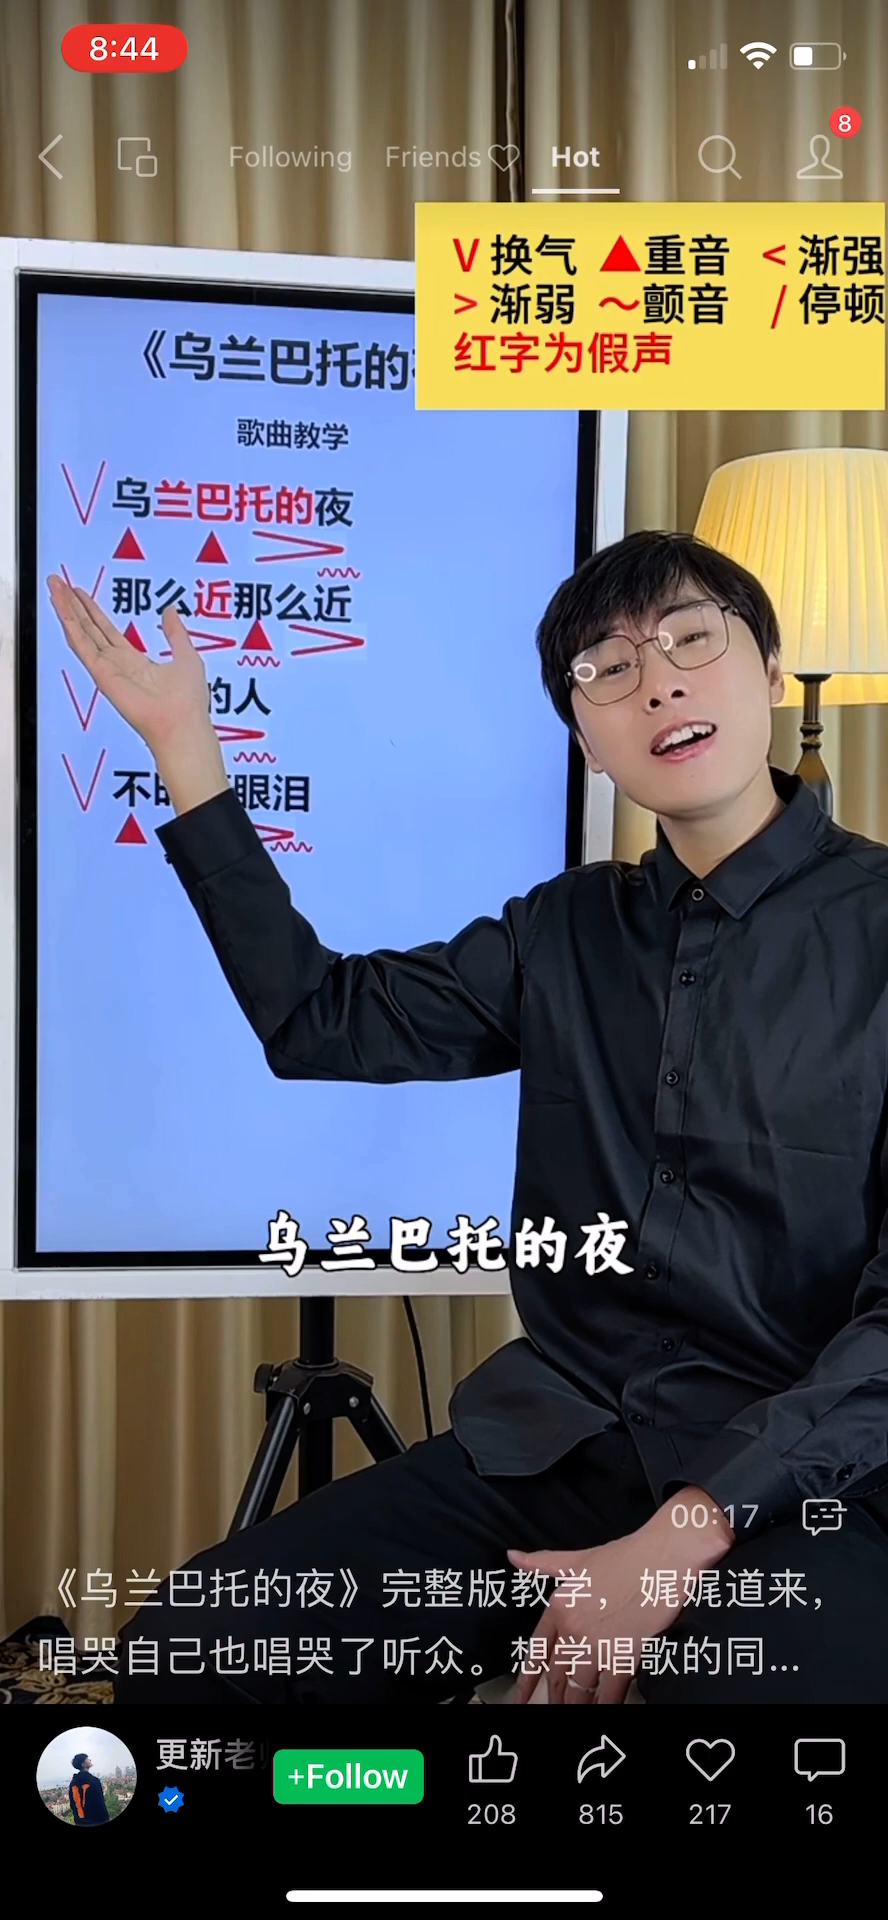 8:44
8
Following Friends Hot
V 换气 ▲重音 < 渐强
> 渐弱 ～颤音 / 停顿
红字为假声
《乌兰巴托的
歌曲教学
乌兰巴托的夜
那么近那么近
的人
不 眼泪
乌兰巴托的夜
00:17
《乌兰巴托的夜》完整版教学，娓娓道来，
唱哭自己也唱哭了听众。想学唱歌的同...
更新老
+Follow
208 815 217 16